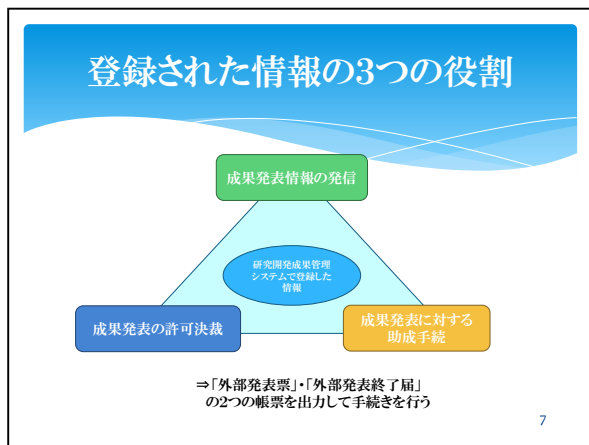 登録された情報の3つの役割
成果発表情報の発信
研究開発成果管理
システムで登録した
情報
成果発表の許可決裁
成果発表に対する
助成手続
⇒「外部発表票」・「外部発表終了届」
の2つの帳票を出力して手続きを行う
7